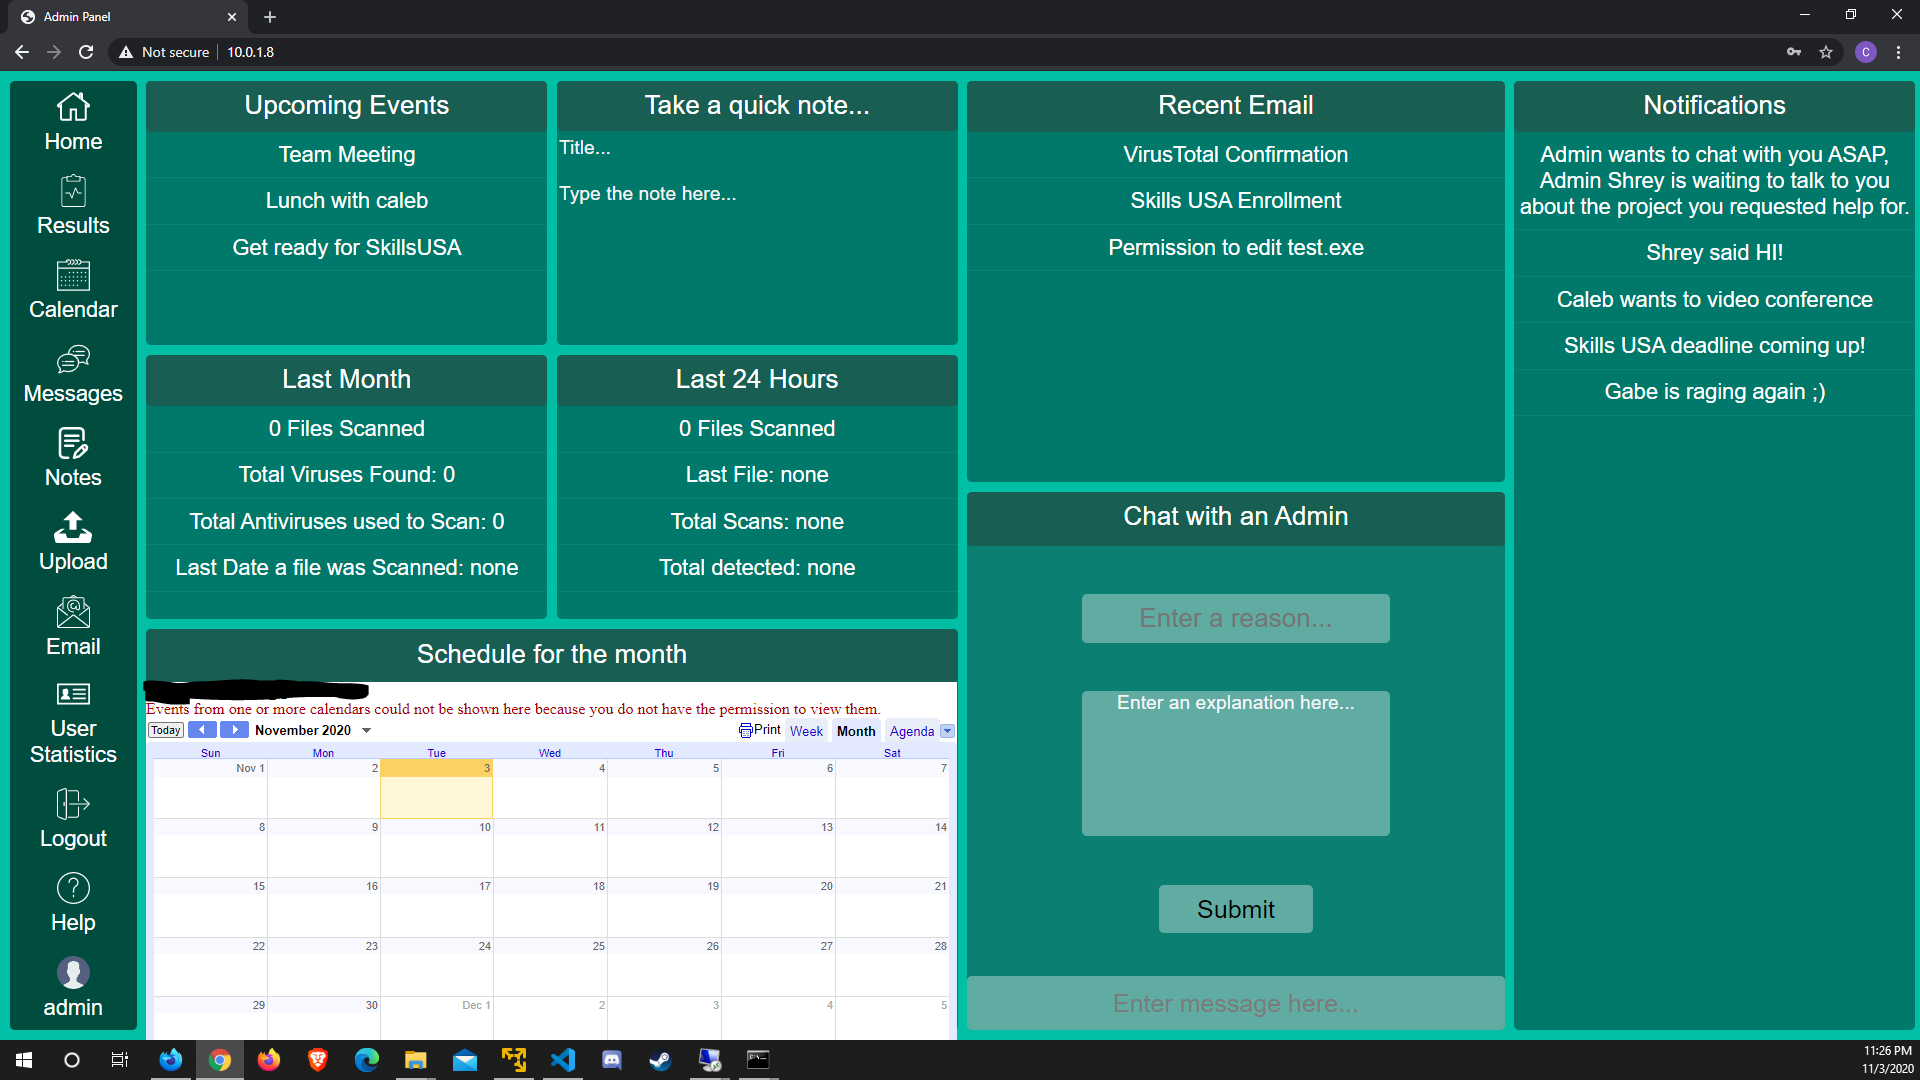 Admin Panel
Not secure
10.0.1.8
C
Home
Results
Calendar
Messages
Notes
Upload
Email
User
Statistics
Logout
Help
admin
Upcoming Events
Team Meeting
Lunch with caleb
Get ready for SkillsUSA
Take a quick note...
Title...
Type the note here...
Recent Email
VirusTotal Confirmation
Skills USA Enrollment
Permission to edit test.exe
Notifications
Admin wants to chat with you ASAP,
Admin Shrey is waiting to talk to you
about the project you requested help for.
Shrey said HI!
Caleb wants to video conference
Skills USA deadline coming up!
Gabe is raging again ;)
Last Month
0 Files Scanned
Total Viruses Found: 0
Total Antiviruses used to Scan: 0
Last Date a file was Scanned: none
Last 24 Hours
0 Files Scanned
Last File: none
Total Scans: none
Total detected: none
Chat with an Admin
Enter a reason...
Enter an explanation here...
Submit
Enter message here...
Schedule for the month
Events from one or more calendars could not be shown here because you do not have the permission to view them.
Today November 2020 Print Week Month Agenda
Sun Mon Tue Wed Thu Fri Sat
Nov 1 2 3 4 5 6 7
8 9 10 11 12 13 14
15 16 17 18 19 20 21
22 23 24 25 26 27 28
29 30 Dec 1 2 3 4 5
11:26 PM
11/3/2020